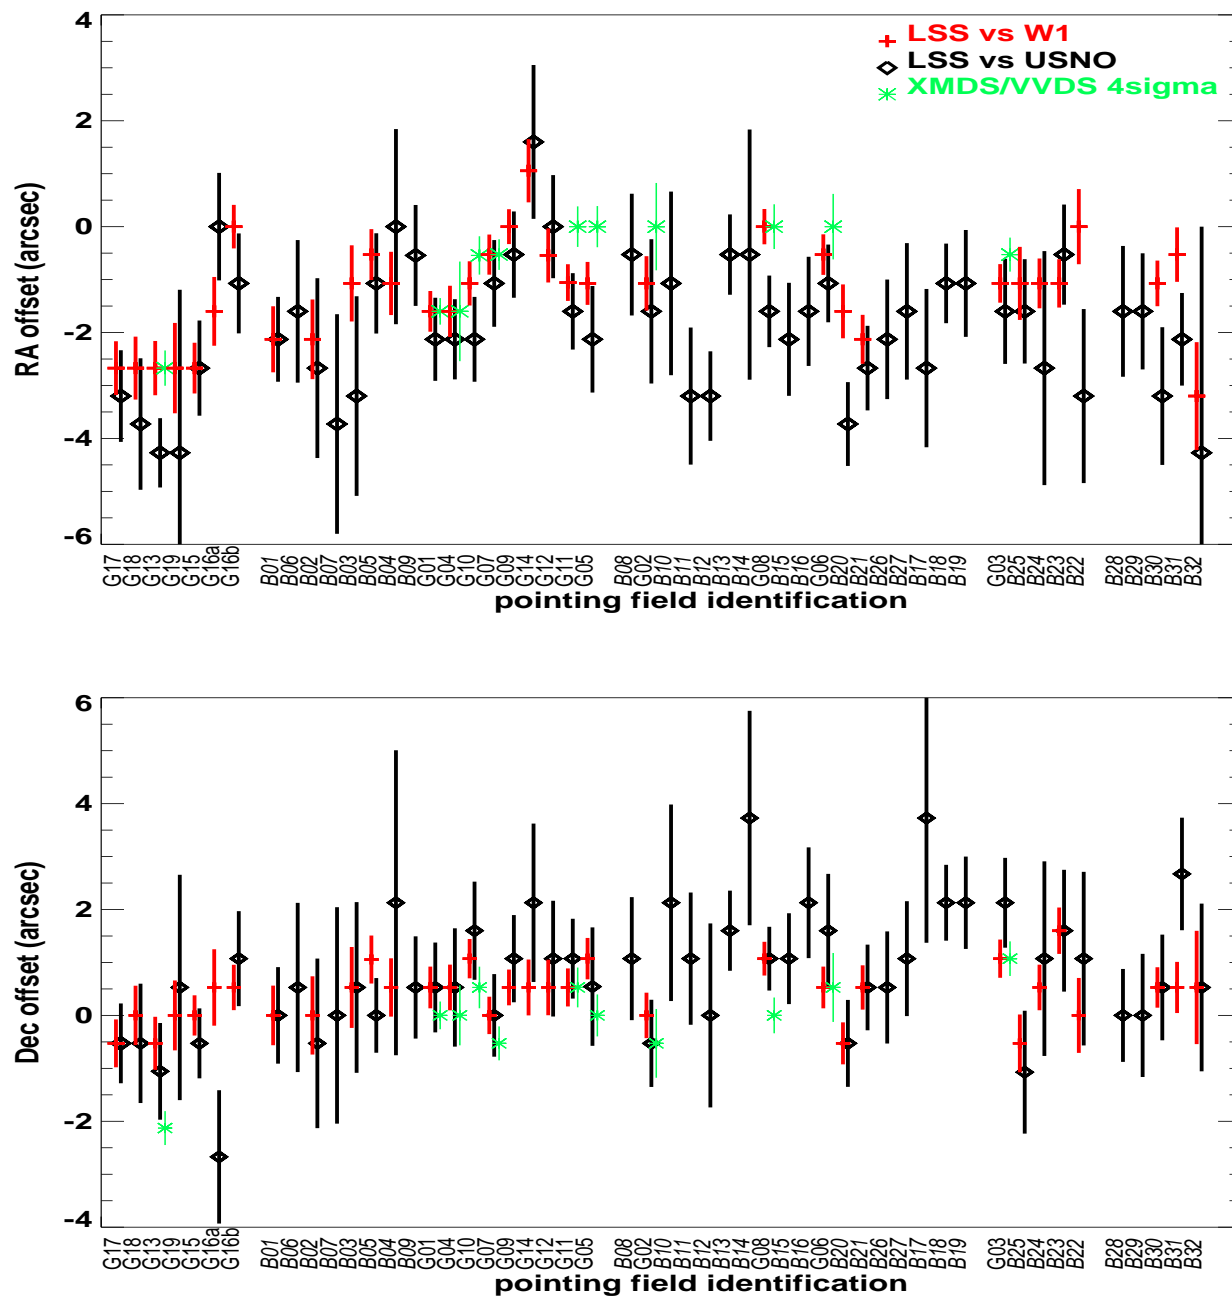 LSS vs W1
LSS vs USNO
XMDS/VVDS 4sigma
RA offset (arcsec)
4
2
0
-2
-4
-6
G17 G18 G13 G19 G15 G16a G16b B01 B06 B02 B07 B03 B05 B04 B09 G01 G04 G10 G07 G09 G14 G12 G11 G05 B08 G02 B10 B11 B12 B13 B14 G08 B15 B16 G06 B20 B21 B26 B27 B17 B18 B19 G03 B25 B24 B23 B22 B28 B29 B30 B31 B32
pointing field identification
Dec offset (arcsec)
6
4
2
0
-2
-4
G17 G18 G13 G19 G15 G16a G16b B01 B06 B02 B07 B03 B05 B04 B09 G01 G04 G10 G07 G09 G14 G12 G11 G05 B08 G02 B10 B11 B12 B13 B14 G08 B15 B16 G06 B20 B21 B26 B27 B17 B18 B19 G03 B25 B24 B23 B22 B28 B29 B30 B31 B32
pointing field identification